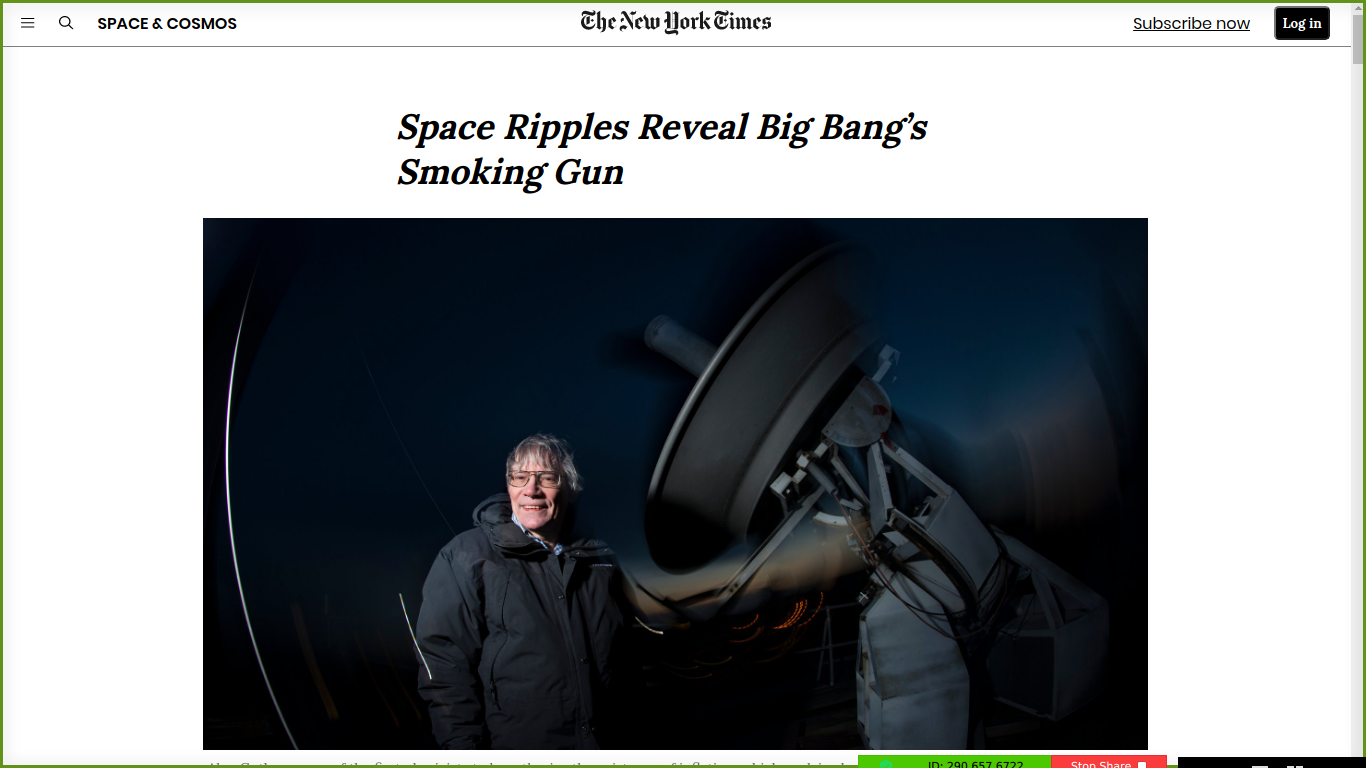 SPACE & COSMOS
The New York Times
Subscribe now
Log in
Space Ripples Reveal Big Bang's
Smoking Gun
ID: 290 657 6722
Stop Share